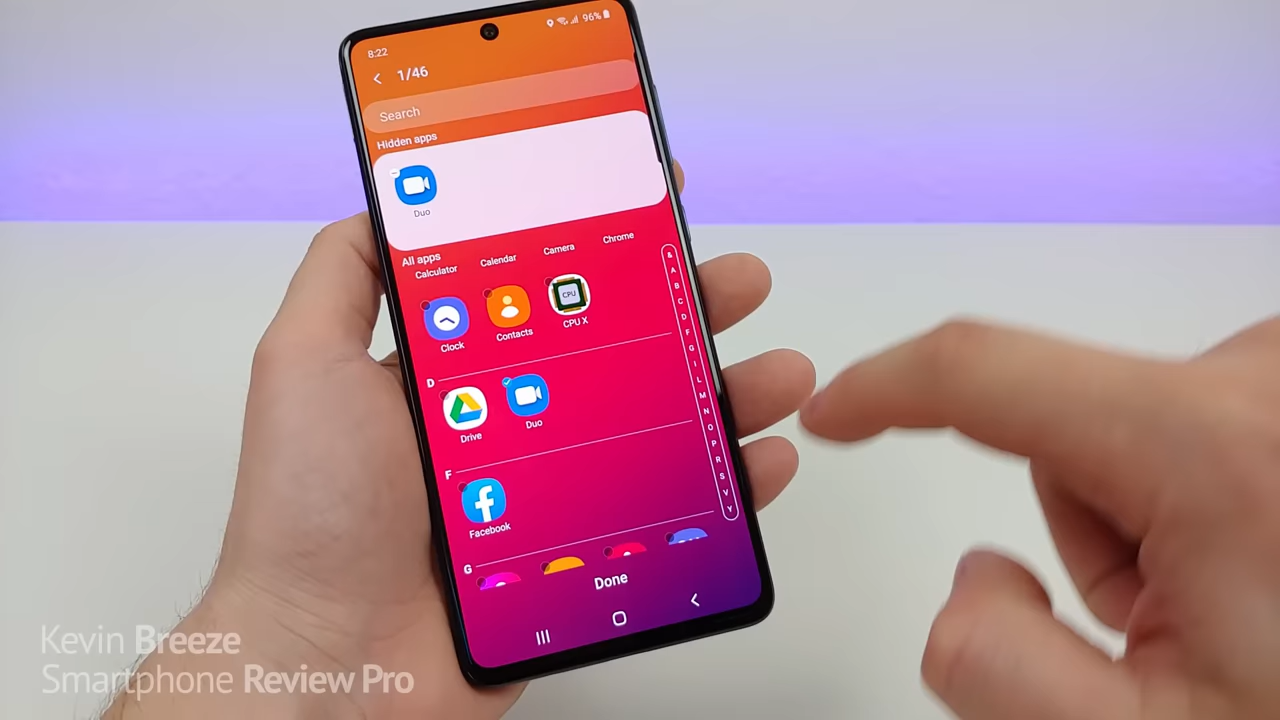 8:22
96%
1/46
Search
Hidden apps
Duo
All apps
Calculator Calendar Camera Chrome
CPU
Clock Contacts CPU X
D
Drive Duo
F
Facebook
G
Done
&
A
B
C
D
F
G
I
L
M
N
O
P
R
S
V
Y
Kevin Breeze
Smartphone Review Pro